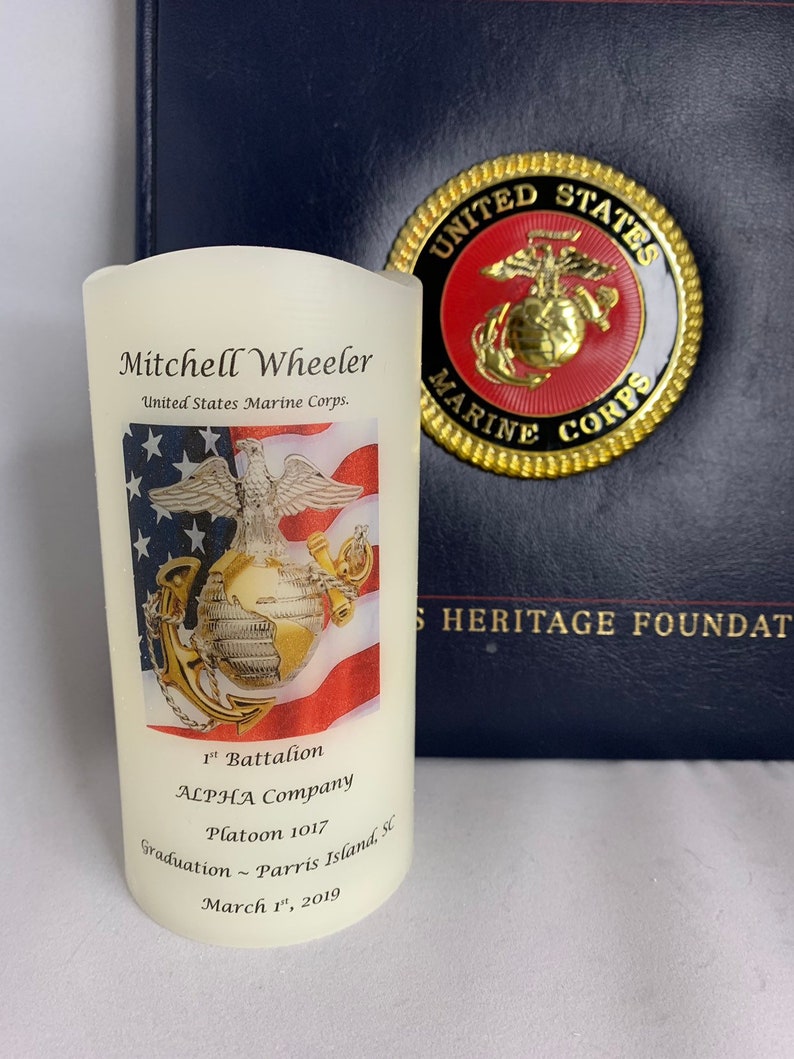 Mitchell Wheeler
United States Marine Corps.
1st Battalion
ALPHA Company
Platoon 1017
Graduation ~ Parris Island, SC
March 1st, 2019
UNITED STATES
MARINE CORPS
S HERITAGE FOUNDAT